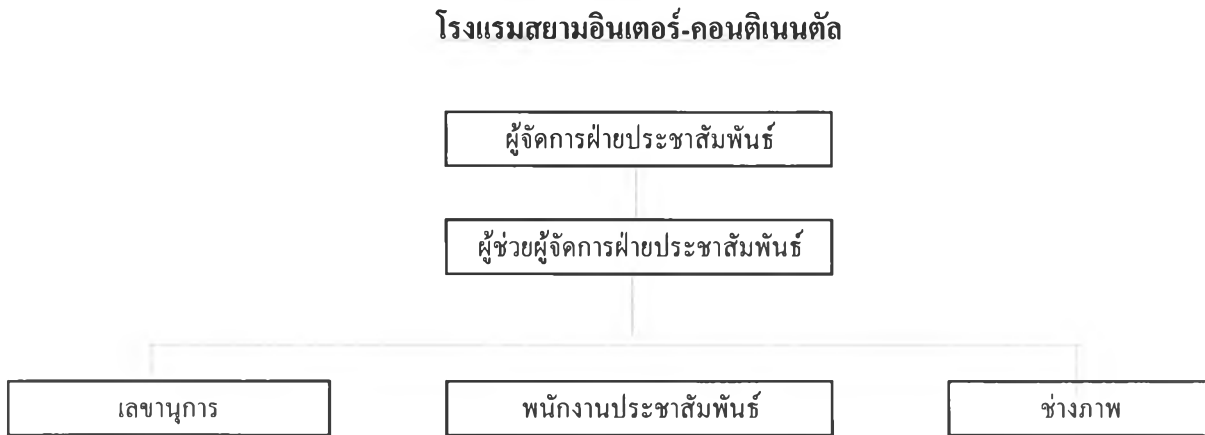 โรงแรมสยามอินเตอร์-คอนติเนนตัล
ผู้จัดการฝ่ายประชาสัมพันธ์
ผู้ช่วยผู้จัดการฝ่ายประชาสัมพันธ์
เลขานุการ
พนักงานประชาสัมพันธ์
ช่างภาพ